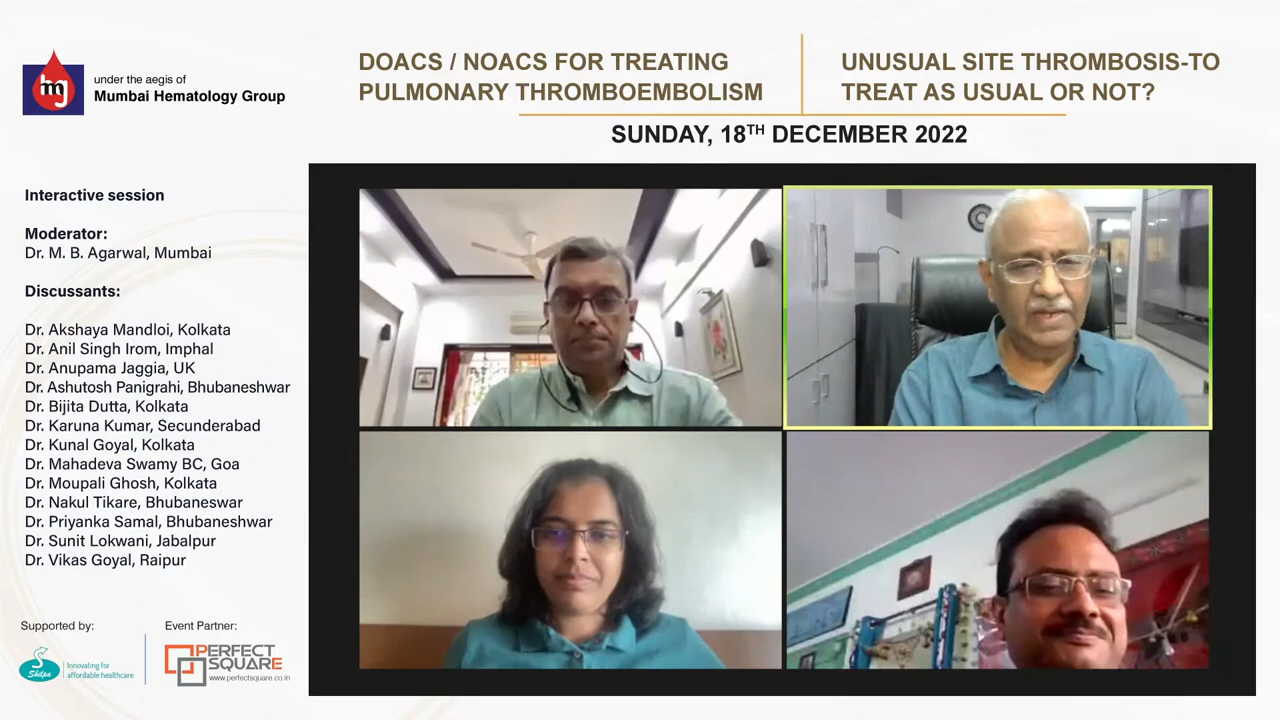 hg
under the aegis of
Mumbai Hematology Group
DOACS / NOACS FOR TREATING
PULMONARY THROMBOEMBOLISM
UNUSUAL SITE THROMBOSIS-TO
TREAT AS USUAL OR NOT?
SUNDAY, 18TH DECEMBER 2022
Interactive session
Moderator:
Dr. M. B. Agarwal, Mumbai
Discussants:
Dr. Akshaya Mandloi, Kolkata
Dr. Anil Singh Irom, Imphal
Dr. Anupama Jaggia, UK
Dr. Ashutosh Panigrahi, Bhubaneshwar
Dr. Bijita Dutta, Kolkata
Dr. Karuna Kumar, Secunderabad
Dr. Kunal Goyal, Kolkata
Dr. Mahadeva Swamy BC, Goa
Dr. Moupali Ghosh, Kolkata
Dr. Nakul Tikare, Bhubaneswar
Dr. Priyanka Samal, Bhubaneshwar
Dr. Sunit Lokwani, Jabalpur
Dr. Vikas Goyal, Raipur
Supported by:
Shilpa
Innovating for
affordable healthcare
Event Partner:
PERFECT
SQUARE
www.perfectsquare.co.in